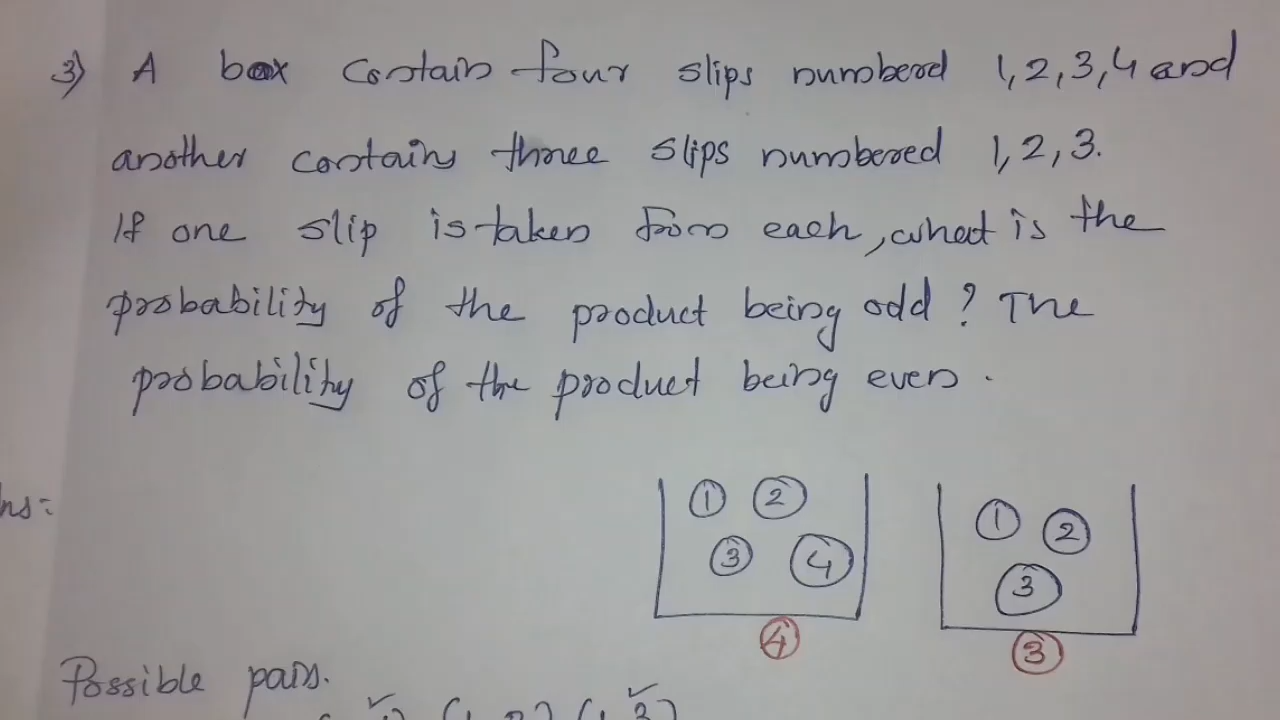 3) A box contain four slips numbered 1,2,3,4 and
another contains three slips numbered 1,2,3.
If one slip is taken from each, what is the
probability of the product being odd? The
probability of the product being even.
ns:
1 2
3 4
4
1 2
3
3
Possible pairs.